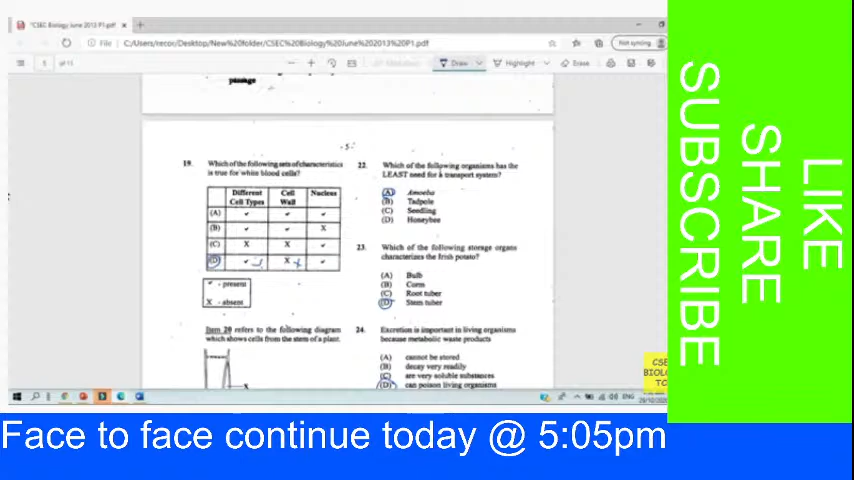 CSEC Biology June 2013 P1.pdf
File
C:/Users/recor/Desktop/New%20folder/CSEC%20Biology%20June%202013%20P1.pdf
Not syncing
5 of 11
Draw
Highlight
Erase
passage
- 5 -
19. Which of the following sets of characteristics
is true for white blood cells?
Different Cell Nucleus
Cell Types Wall
(A) ✓ ✓ ✓
(B) ✓ ✓ X
(C) X X ✓
(D) ✓ X ✓
✓ - present
X - absent
Item 20 refers to the following diagram
which shows cells from the stem of a plant.
X
22. Which of the following organisms has the
LEAST need for a transport system?
(A) Amoeba
(B) Tadpole
(C) Seedling
(D) Honeybee
23. Which of the following storage organs
characterizes the Irish potato?
(A) Bulb
(B) Corm
(C) Root tuber
(D) Stem tuber
24. Excretion is important in living organisms
because metabolic waste products
(A) cannot be stored
(B) decay very readily
(C) are very soluble substances
(D) can poison living organisms
ENG
LIKE
SHARE
SUBSCRIBE
Face to face continue today @ 5:05pm